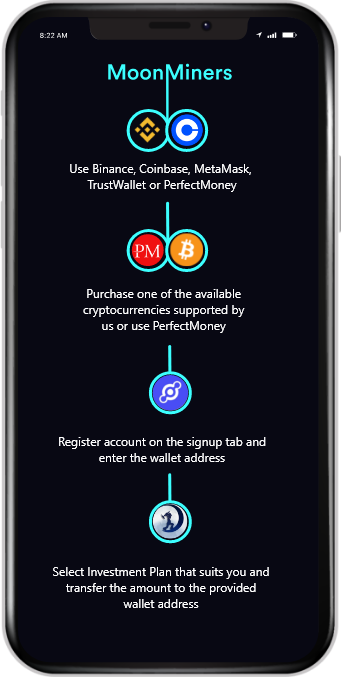 8:22 AM
MoonMiners
Use Binance, Coinbase, MetaMask,
TrustWallet or PerfectMoney
PM
Purchase one of the available
cryptocurrencies supported by
us or use PerfectMoney
Register account on the signup tab and
enter the wallet address
Select Investment Plan that suits you and
transfer the amount to the provided
wallet address